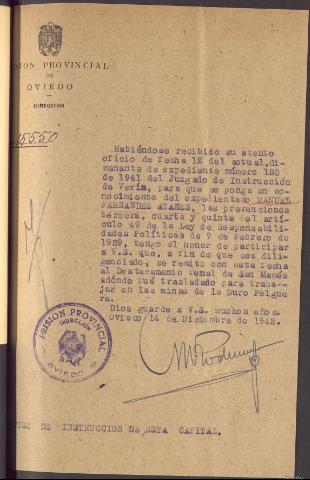 PRISION PROVINCIAL
DE
OVIEDO
DIRECCION
15550
Habiéndose recibido su atento
oficio de fecha 12 del actual, di-
manante de expediente número 180
de 1941 del Juzgado de Instrucción
de Verín, para que se ponga en co-
nocimiento del expedientado MANUEL
FERNANDEZ las prevenciones
tercera, cuarta y quinta del artí-
culo 49 de la Ley de Responsabili-
dades Políticas de 9 de Febrero de
1939, tengo el honor de participar
a V.S. que, a fin de que sea dili-
genciado, se remite con esta fecha
al Destacamento Penal de San Mamés
adónde fué trasladado para traba-
jar en las minas de la Duro Felgue
ra.
Dios guarde a V.S. muchos años.
Oviedo/14 de Diciembre de 1942.
PRISION PROVINCIAL
DIRECCION
OVIEDO
JUEZ DE INSTRUCCION DE ESTA CAPITAL.